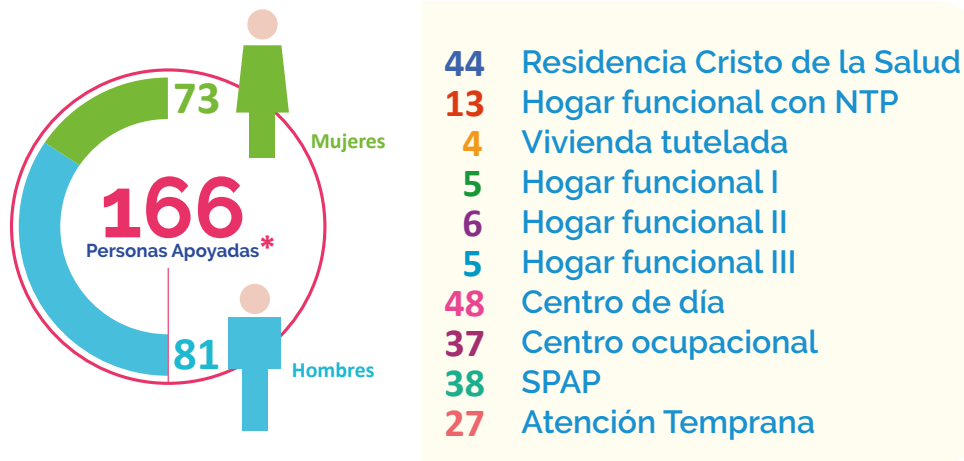 73
Mujeres
166
Personas Apoyadas*
81
Hombres
44 Residencia Cristo de la Salud
13 Hogar funcional con NTP
4 Vivienda tutelada
5 Hogar funcional I
6 Hogar funcional II
5 Hogar funcional III
48 Centro de día
37 Centro ocupacional
38 SPAP
27 Atención Temprana